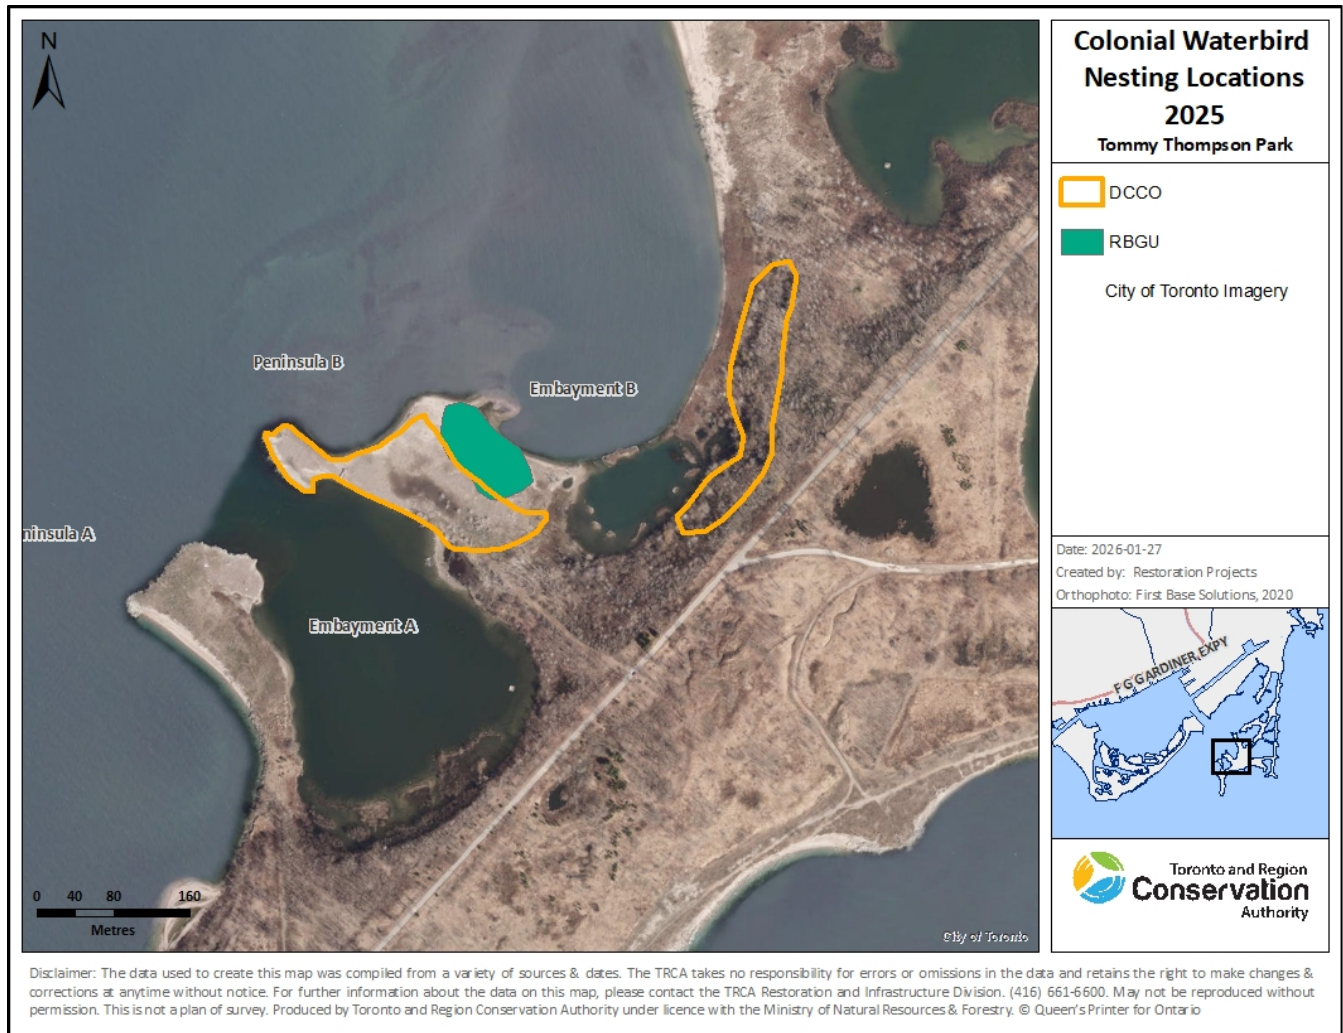 N
Peninsula B
Embayment B
ninsula A
Embayment A
0 40 80 160
Metres
City of Toronto
Colonial Waterbird
Nesting Locations
2025
Tommy Thompson Park
DCCO
RBGU
City of Toronto Imagery
Date: 2026-01-27
Created by: Restoration Projects
Orthophoto: First Base Solutions, 2020
F G GARDINER EXPY
Toronto and Region
Conservation
Authority
Disclaimer: The data used to create this map was compiled from a variety of sources & dates. The TRCA takes no responsibility for errors or omissions in the data and retains the right to make changes &
corrections at anytime without notice. For further information about the data on this map, please contact the TRCA Restoration and Infrastructure Division. (416) 661-6600. May not be reproduced without
permission. This is not a plan of survey. Produced by Toronto and Region Conservation Authority under licence with the Ministry of Natural Resources & Forestry. © Queen's Printer for Ontario